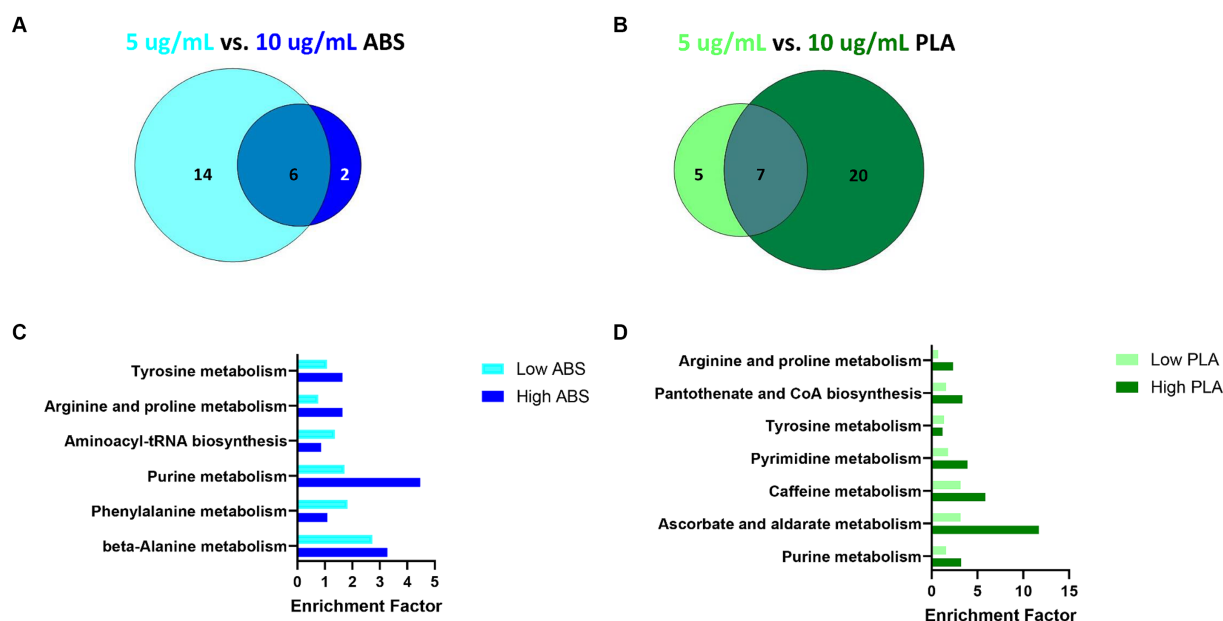 A
5 ug/mL vs. 10 ug/mL ABS
14
6
2
B
5 ug/mL vs. 10 ug/mL PLA
5
7
20
C
Tyrosine metabolism
Arginine and proline metabolism
Aminoacyl-tRNA biosynthesis
Purine metabolism
Phenylalanine metabolism
beta-Alanine metabolism
0 1 2 3 4 5
Enrichment Factor
Low ABS
High ABS
D
Arginine and proline metabolism
Pantothenate and CoA biosynthesis
Tyrosine metabolism
Pyrimidine metabolism
Caffeine metabolism
Ascorbate and aldarate metabolism
Purine metabolism
0 5 10 15
Enrichment Factor
Low PLA
High PLA